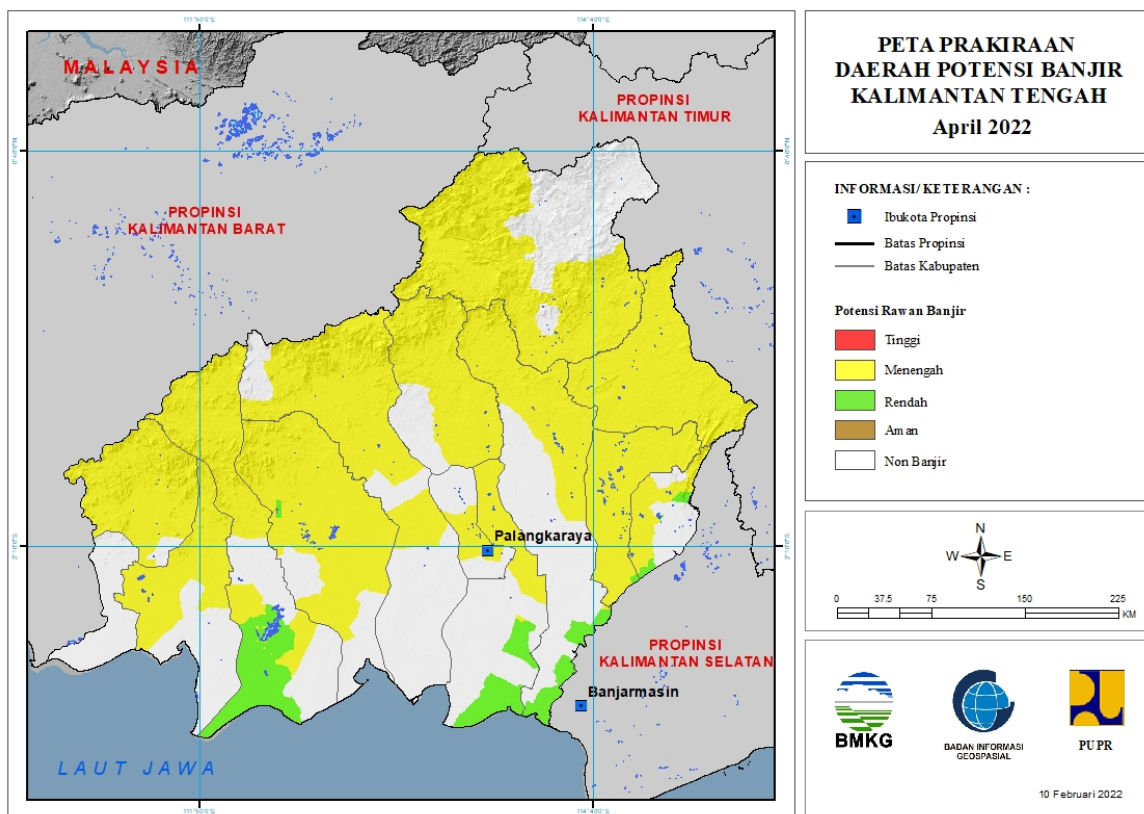 PETA PRAKIRAAN
DAERAH POTENSI BANJIR
KALIMANTAN TENGAH
April 2022
INFORMASI/ KETERANGAN :
Ibukota Propinsi
Batas Propinsi
Batas Kabupaten
Potensi Rawan Banjir
Tinggi
Menengah
Rendah
Aman
Non Banjir
N
W E
S
0 37.5 75 150 225
KM
BMKG
BADAN INFORMASI
GEOSPASIAL
PUPR
10 Februari 2022
MALAYSIA
PROPINSI
KALIMANTAN TIMUR
PROPINSI
KALIMANTAN BARAT
Palangkaraya
PROPINSI
KALIMANTAN SELATAN
Banjarmasin
LAUT JAWA